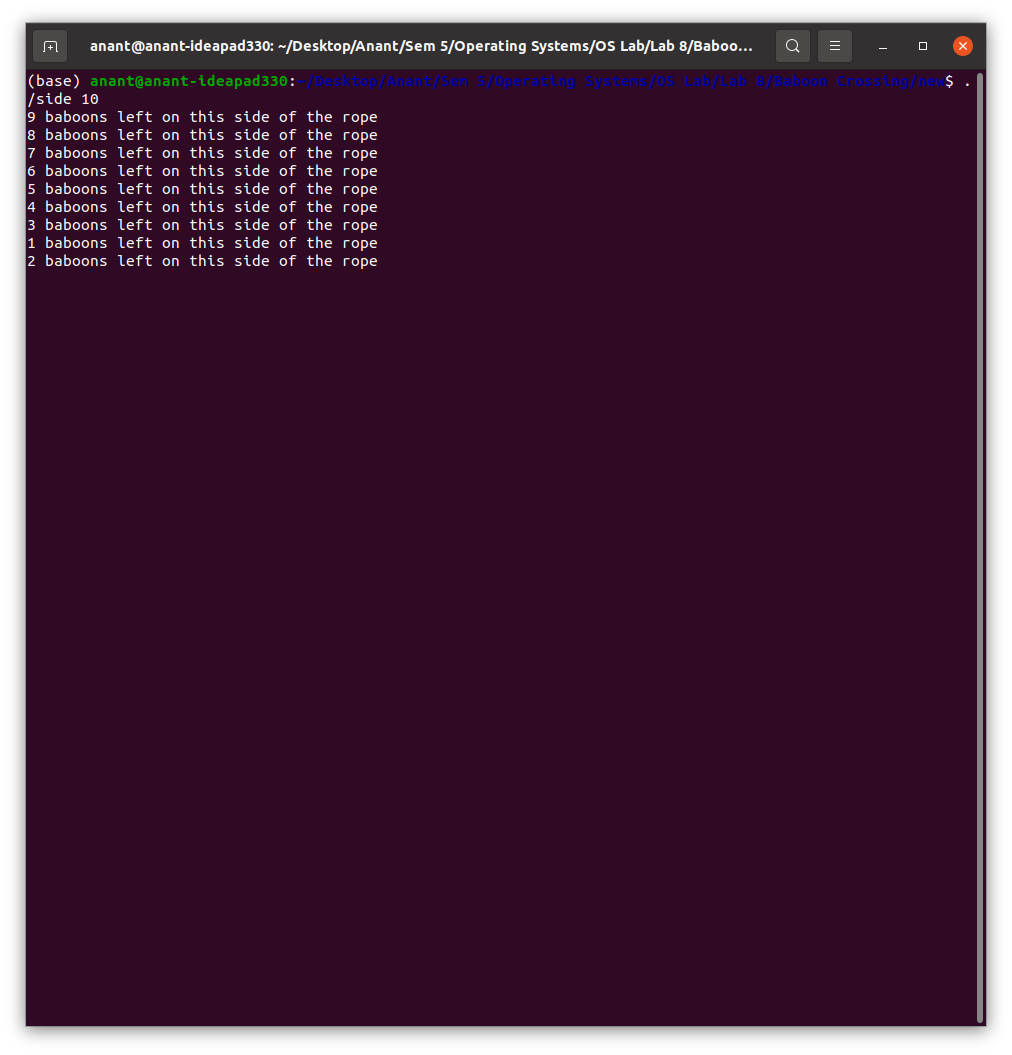 anant@anant-ideapad330: ~/Desktop/Anant/Sem 5/Operating Systems/OS Lab/Lab 8/Baboo...
(base) anant@anant-ideapad330:~/Desktop/Anant/Sem 5/Operating Systems/OS Lab/Lab 8/Baboon Crossing/new$ .
/side 10
9 baboons left on this side of the rope
8 baboons left on this side of the rope
7 baboons left on this side of the rope
6 baboons left on this side of the rope
5 baboons left on this side of the rope
4 baboons left on this side of the rope
3 baboons left on this side of the rope
1 baboons left on this side of the rope
2 baboons left on this side of the rope